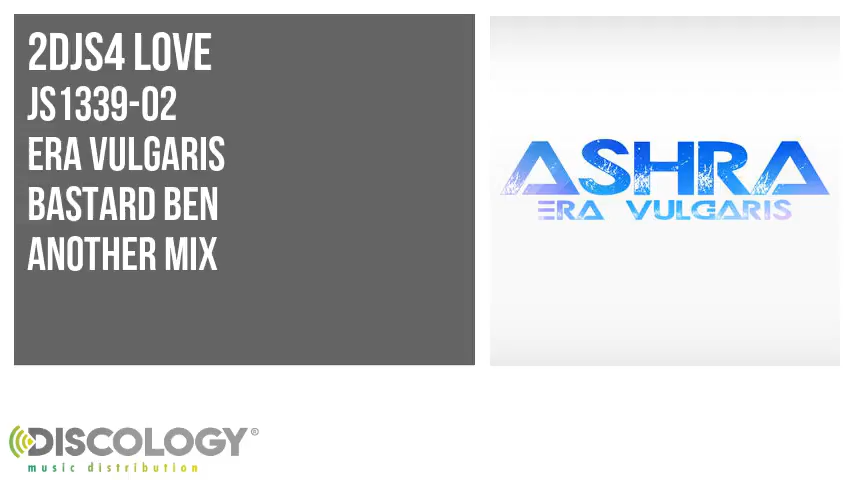 2DJS4 LOVE
JS1339-02
ERA VULGARIS
BASTARD BEN
ANOTHER MIX
ASHRA
ERA VULGARIS
DISCOLOGY®
music distribution